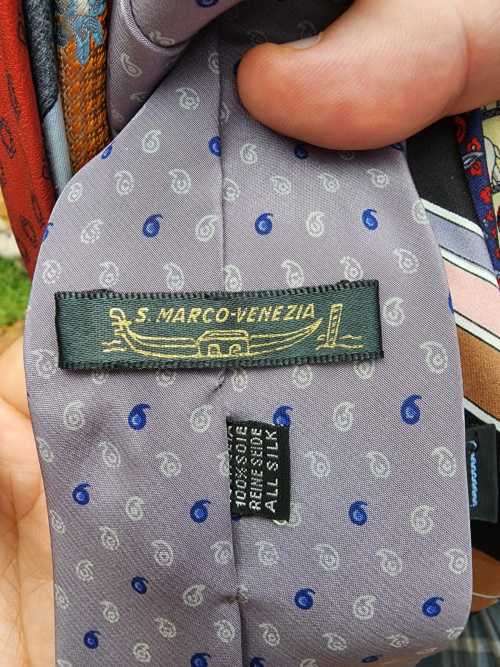 S. MARCO-VENEZIA
100% SOIE
REINE SEIDE
ALL SILK